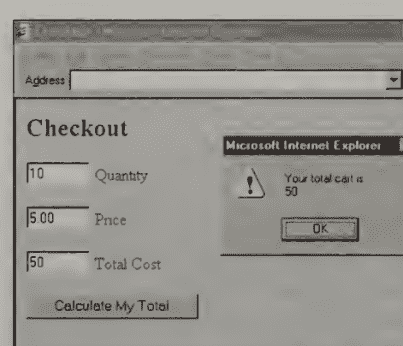 Address
Checkout
10 Quantity
5.00 Price
50 Total Cost
Calculate My Total
Microsoft Internet Explorer
Your total cart is
50
OK